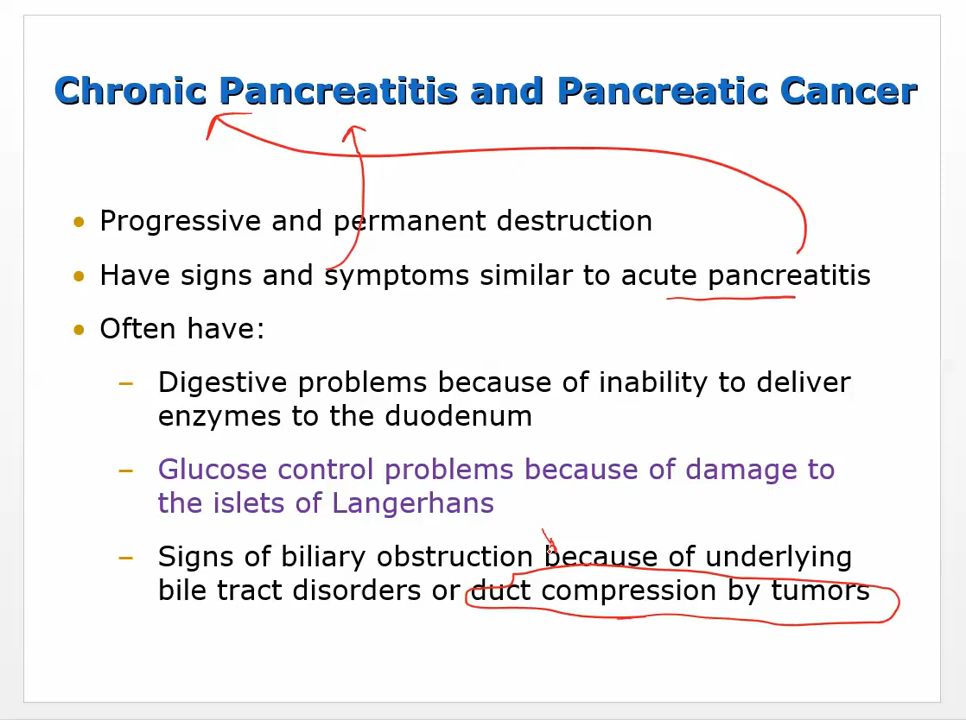 Chronic Pancreatitis and Pancreatic Cancer
• Progressive and permanent destruction
• Have signs and symptoms similar to acute pancreatitis
• Often have:
– Digestive problems because of inability to deliver
enzymes to the duodenum
– Glucose control problems because of damage to
the islets of Langerhans
– Signs of biliary obstruction because of underlying
bile tract disorders or duct compression by tumors